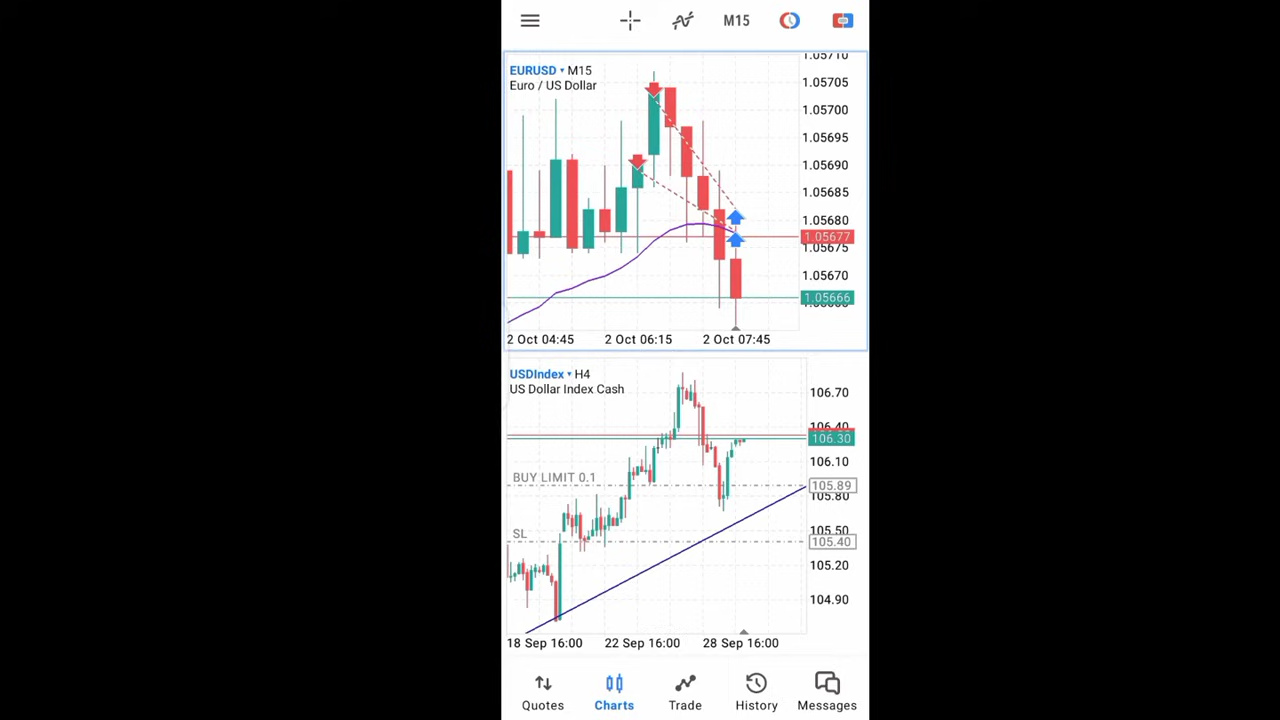 M15
EURUSD M15
Euro / US Dollar
1.05710
1.05705
1.05700
1.05695
1.05690
1.05685
1.05680
1.05677
1.05675
1.05670
1.05666
2 Oct 04:45 2 Oct 06:15 2 Oct 07:45
USDIndex H4
US Dollar Index Cash
106.70
106.40
106.30
106.10
BUY LIMIT 0.1
105.89
105.80
105.50
SL
105.40
105.20
104.90
18 Sep 16:00 22 Sep 16:00 28 Sep 16:00
Quotes Charts Trade History Messages